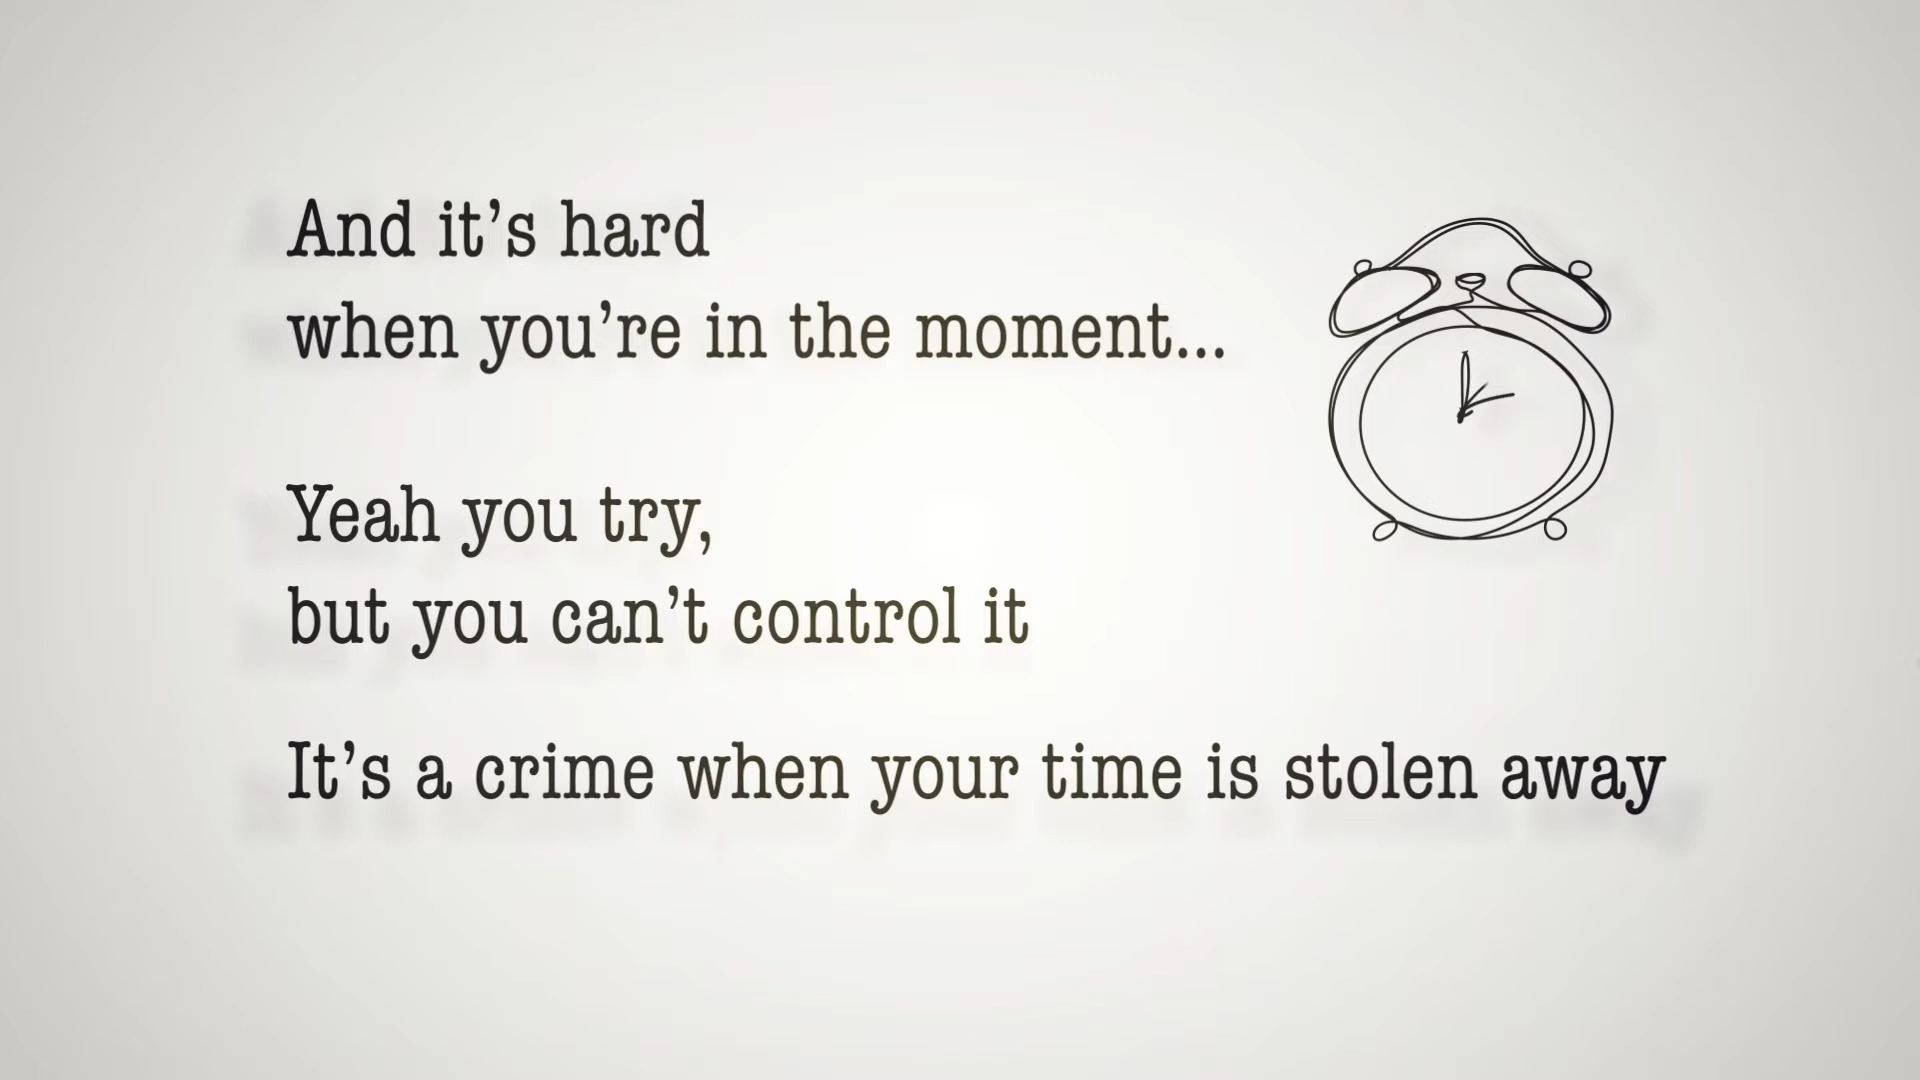 And it’s hard
when you’re in the moment...
Yeah you try,
but you can’t control it
It’s a crime when your time is stolen away